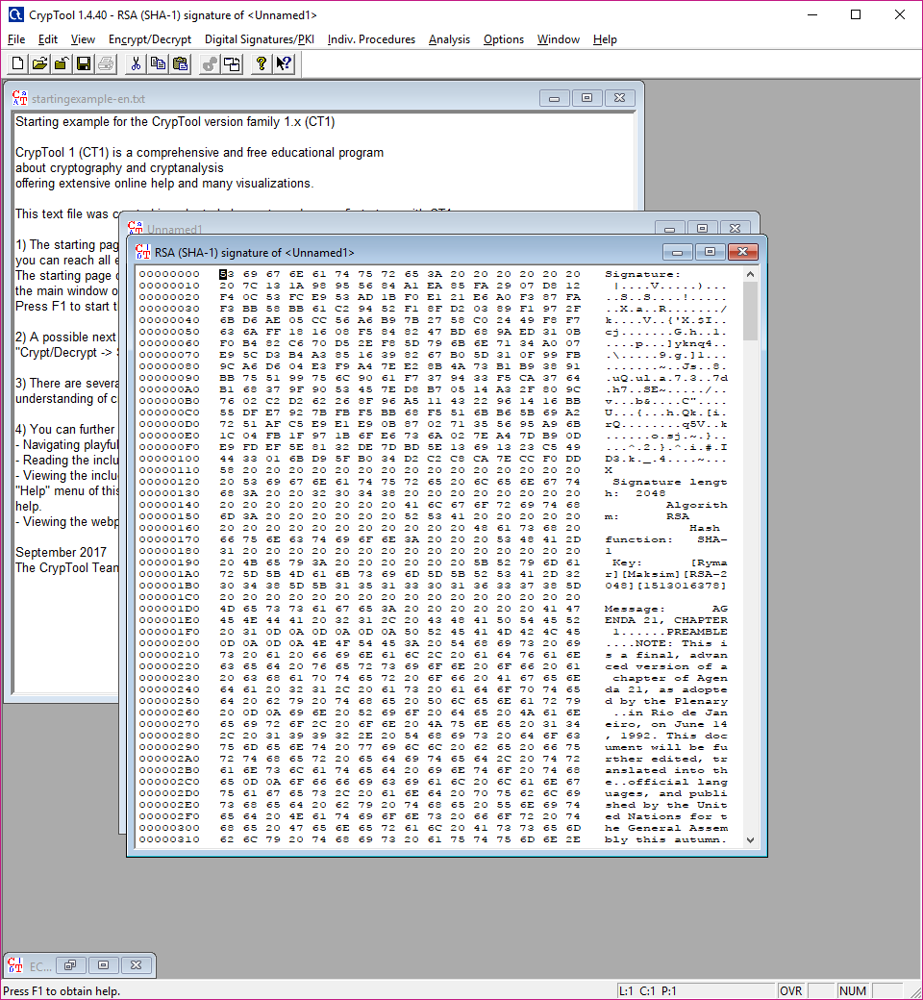 CrypTool 1.4.40 - RSA (SHA-1) signature of <Unnamed1>
File Edit View Encrypt/Decrypt Digital Signatures/PKI Indiv. Procedures Analysis Options Window Help
startingexample-en.txt
Starting example for the CrypTool version family 1.x (CT1)
CrypTool 1 (CT1) is a comprehensive and free educational program
about cryptography and cryptanalysis
offering extensive online help and many visualizations.
This text file was
1) The starting pag
you can reach all e
The starting page
the main window o
Press F1 to start t
2) A possible next
"Crypt/Decrypt -> S
3) There are severa
understanding of c
4) You can further
- Navigating playful
- Reading the inclu
- Viewing the inclu
"Help" menu of this
help.
- Viewing the webp
September 2017
The CrypTool Team
Unnamed1
RSA (SHA-1) signature of <Unnamed1>
00000000 53 69 67 6E 61 74 75 72 65 3A 20 20 20 20 20 20 Signature:
00000010 20 7C 13 1A 98 95 56 84 A1 EA 85 FA 29 07 D8 12 |....V.....)...
00000020 F4 0C 53 FC E9 53 AD 1B F0 E1 21 E6 A0 F3 87 FA ..S..S....!.....
00000030 F3 BB 58 BB 61 C2 94 52 F1 8F D2 03 89 F1 97 2F ..X.a..R......./
00000040 6B D6 AE 05 CC 56 A6 B9 7B 27 58 C0 24 49 F8 F7 k....V..{'X.$I..
00000050 63 6A FF 18 16 08 F5 84 82 47 BD 68 9A ED 31 0B cj.......G.h..1.
00000060 F0 B4 82 C6 70 D5 2E F8 5D 79 6B 6E 71 34 A0 07 ....p...]yknq4..
00000070 E9 5C D3 B4 A3 85 16 39 82 67 B0 5D 31 0F 99 FB .\.....9.g.]1...
00000080 9C A6 D6 04 E3 F9 A4 7E E2 8B 4A 73 B1 B9 38 91 .......~..Js..8.
00000090 BB 75 51 99 75 6C 90 61 F7 37 94 33 F5 CA 37 64 .uQ.ul.a.7.3..7d
000000A0 B1 68 37 9F 90 53 45 7E D8 B7 05 14 A3 2F 80 9C .h7..SE~...../..
000000B0 76 02 C2 D2 62 26 8F 96 A5 11 43 22 96 14 16 BB v...b&....C"....
000000C0 55 DF E7 92 7B FB F5 BB 68 F5 51 6B B6 5B 69 A2 U...{...h.Qk.[i.
000000D0 72 51 AF C5 E9 E1 E9 0B 87 02 71 35 56 95 A9 6B rQ........q5V..k
000000E0 1C 04 FB 1F 97 1B 6F E6 73 6A 02 7E A4 7D B9 0D ......o.sj.~.}..
000000F0 E9 FD EF 5E 81 32 DE 7D BD 5E 13 69 13 23 C5 49 ...^.2.}.^.i.#.I
00000100 44 33 01 6B D9 5F B0 34 D2 C2 C8 CA 7E CC F0 DD D3.k._.4....~...
00000110 58 20 20 20 20 20 20 20 20 20 20 20 20 20 20 20 X
00000120 20 53 69 67 6E 61 74 75 72 65 20 6C 65 6E 67 74 Signature lengt
00000130 68 3A 20 20 32 30 34 38 20 20 20 20 20 20 20 20 h: 2048
00000140 20 20 20 20 20 20 20 20 41 6C 67 6F 72 69 74 68 Algorith
00000150 6D 3A 20 20 20 20 20 20 52 53 41 20 20 20 20 20 m: RSA
00000160 20 20 20 20 20 20 20 20 20 20 20 48 61 73 68 20 Hash
00000170 66 75 6E 63 74 69 6F 6E 3A 20 20 20 53 48 41 2D function: SHA-
00000180 31 20 20 20 20 20 20 20 20 20 20 20 20 20 20 20 1
00000190 20 4B 65 79 3A 20 20 20 20 20 20 5B 52 79 6D 61 Key: [Ryma
000001A0 72 5D 5B 4D 61 6B 73 69 6D 5D 5B 52 53 41 2D 32 r][Maksim][RSA-2
000001B0 30 34 38 5D 5B 31 35 31 33 30 31 36 33 37 38 5D 048][1513016378]
000001C0 20 20 20 20 20 20 20 20 20 20 20 20 20 20 20 20
000001D0 4D 65 73 73 61 67 65 3A 20 20 20 20 20 20 41 47 Message: AG
000001E0 45 4E 44 41 20 32 31 2C 20 43 48 41 50 54 45 52 ENDA 21, CHAPTER
000001F0 20 31 0D 0A 0D 0A 0D 0A 50 52 45 41 4D 42 4C 45 1......PREAMBLE
00000200 0D 0A 0D 0A 4E 4F 54 45 3A 20 54 68 69 73 20 69 ....NOTE: This i
00000210 73 20 61 20 66 69 6E 61 6C 2C 20 61 64 76 61 6E s a final, advan
00000220 63 65 64 20 76 65 72 73 69 6F 6E 20 6F 66 20 61 ced version of a
00000230 20 63 68 61 70 74 65 72 20 6F 66 20 41 67 65 6E chapter of Agen
00000240 64 61 20 32 31 2C 20 61 73 20 61 64 6F 70 74 65 da 21, as adopte
00000250 64 20 62 79 20 74 68 65 20 50 6C 65 6E 61 72 79 d by the Plenary
00000260 20 0D 0A 69 6E 20 52 69 6F 20 64 65 20 4A 61 6E ..in Rio de Jan
00000270 65 69 72 6F 2C 20 6F 6E 20 4A 75 6E 65 20 31 34 eiro, on June 14
00000280 2C 20 31 39 39 32 2E 20 54 68 69 73 20 64 6F 63 , 1992. This doc
00000290 75 6D 65 6E 74 20 77 69 6C 6C 20 62 65 20 66 75 ument will be fu
000002A0 72 74 68 65 72 20 65 64 69 74 65 64 2C 20 74 72 rther edited, tr
000002B0 61 6E 73 6C 61 74 65 64 20 69 6E 74 6F 20 74 68 anslated into th
000002C0 65 0D 0A 6F 66 66 69 63 69 61 6C 20 6C 61 6E 67 e..official lang
000002D0 75 61 67 65 73 2C 20 61 6E 64 20 70 75 62 6C 69 uages, and publi
000002E0 73 68 65 64 20 62 79 20 74 68 65 20 55 6E 69 74 shed by the Unit
000002F0 65 64 20 4E 61 74 69 6F 6E 73 20 66 6F 72 20 74 ed Nations for t
00000300 68 65 20 47 65 6E 65 72 61 6C 20 41 73 73 65 6D he General Assem
00000310 62 6C 79 20 74 68 69 73 20 61 75 74 75 6D 6E 2E bly this autumn.
EC...
Press F1 to obtain help.
L:1 C:1 P:1
OVR
NUM